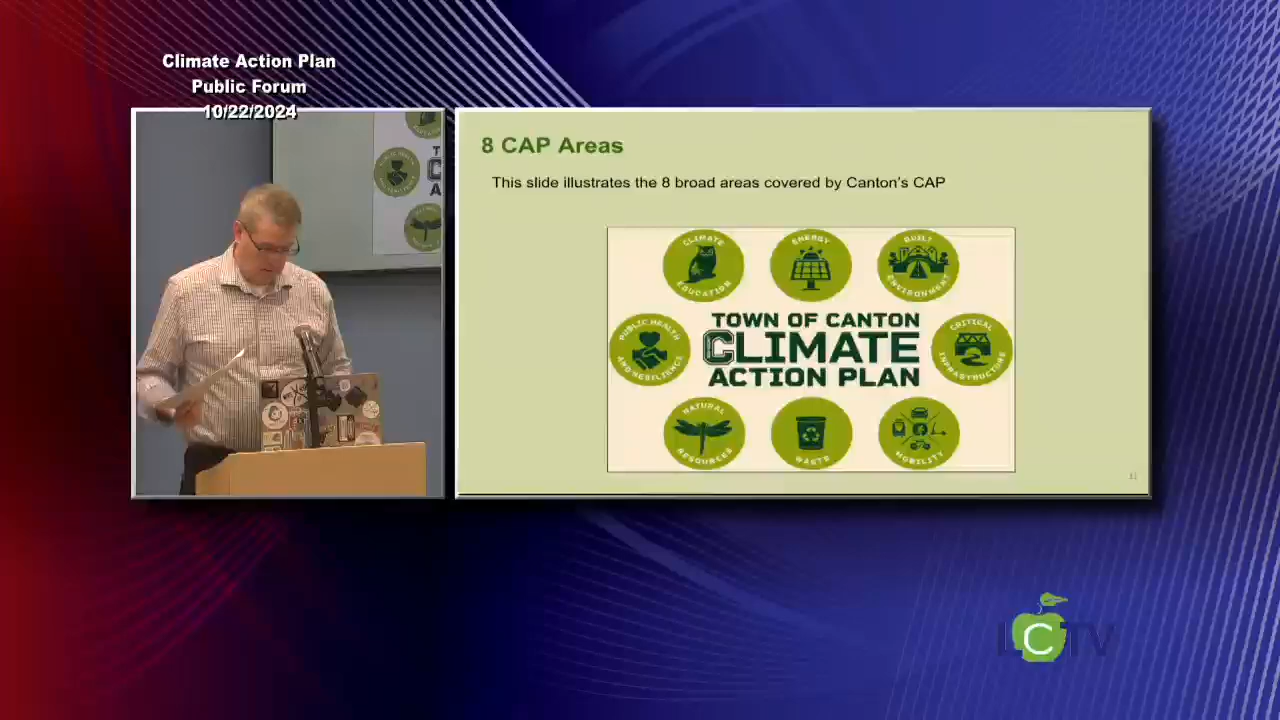 Climate Action Plan
Public Forum
10/22/2024
8 CAP Areas
This slide illustrates the 8 broad areas covered by Canton's CAP
CLIMATE
EDUCATION
ENERGY
BUILT
ENVIRONMENT
PUBLIC HEALTH
AND RESILIENCE
TOWN OF CANTON
CLIMATE
ACTION PLAN
CRITICAL
INFRASTRUCTURE
NATURAL
RESOURCES
WASTE
MOBILITY
11
LCTV